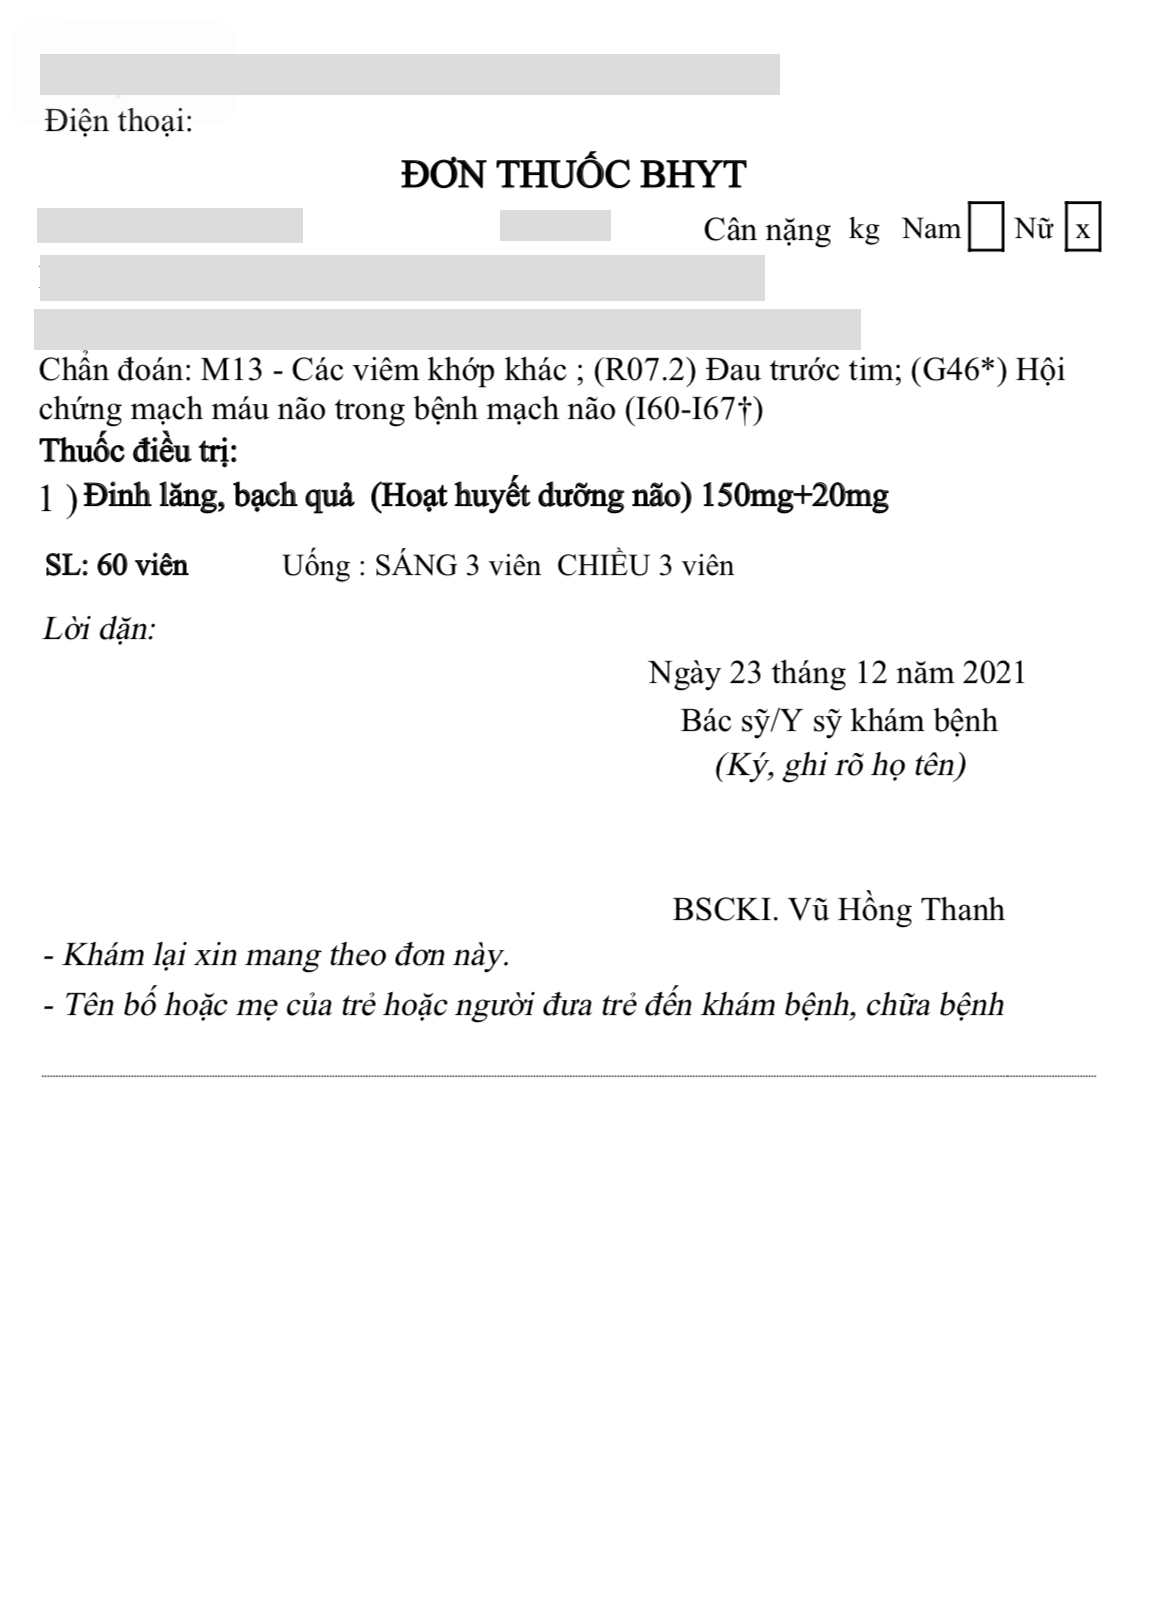 Điện thoại:
ĐƠN THUỐC BHYT
Cân nặng kg Nam Nữ x
Chẩn đoán: M13 - Các viêm khớp khác ; (R07.2) Đau trước tim; (G46*) Hội
chứng mạch máu não trong bệnh mạch não (I60-I67†)
Thuốc điều trị:
1 ) Đinh lăng, bạch quả (Hoạt huyết dưỡng não) 150mg+20mg
SL: 60 viên Uống : SÁNG 3 viên CHIỀU 3 viên
Lời dặn:
Ngày 23 tháng 12 năm 2021
Bác sỹ/Y sỹ khám bệnh
(Ký, ghi rõ họ tên)
BSCKI. Vũ Hồng Thanh
- Khám lại xin mang theo đơn này.
- Tên bố hoặc mẹ của trẻ hoặc người đưa trẻ đến khám bệnh, chữa bệnh